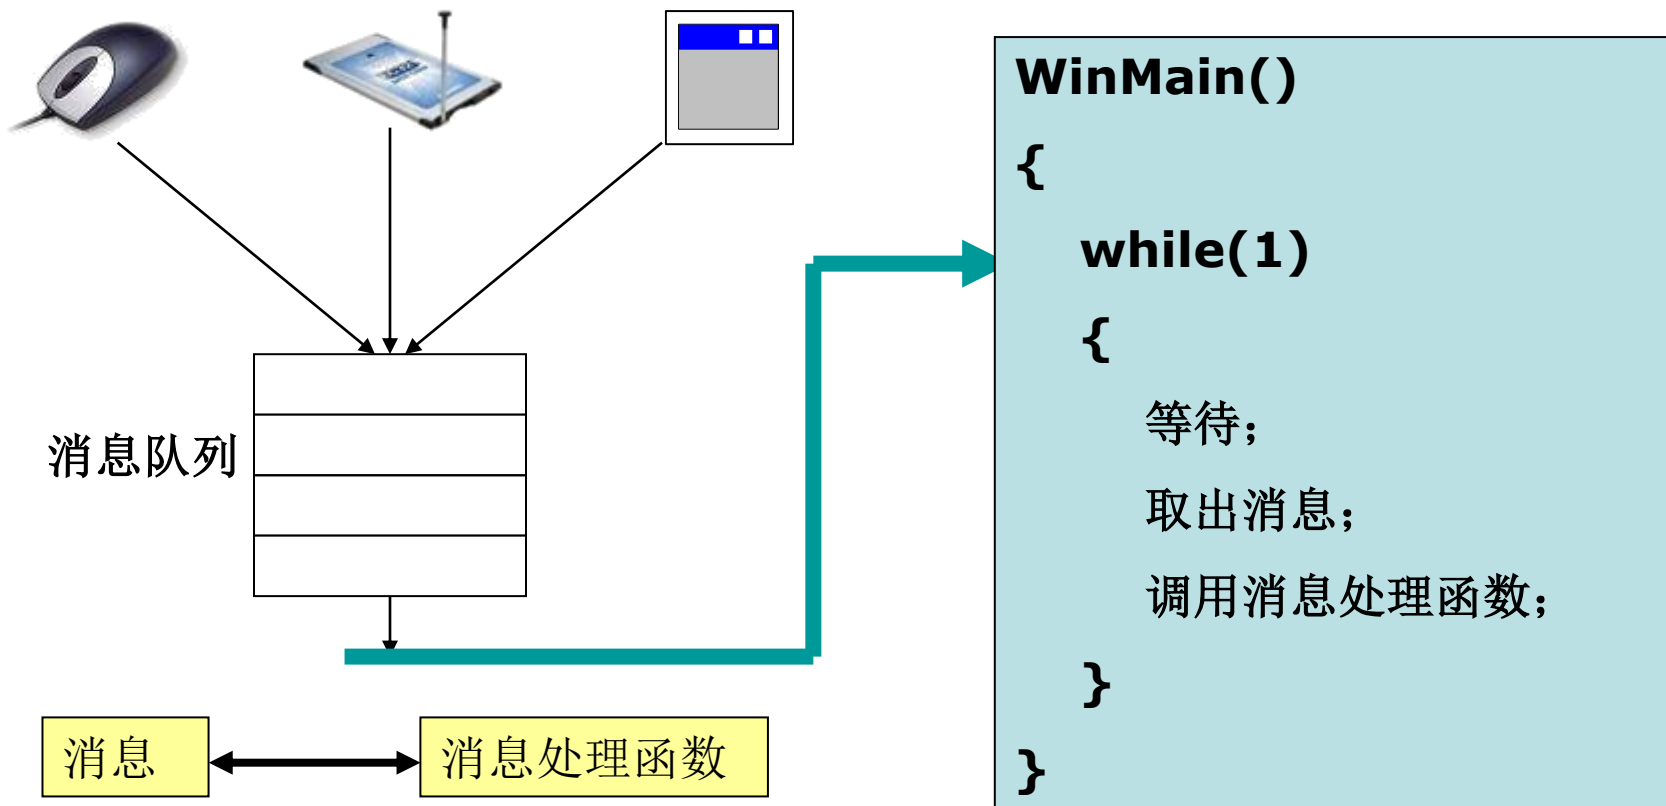 消息队列
消息
消息处理函数
WinMain()
{
while(1)
{
等待；
取出消息；
调用消息处理函数；
}
}